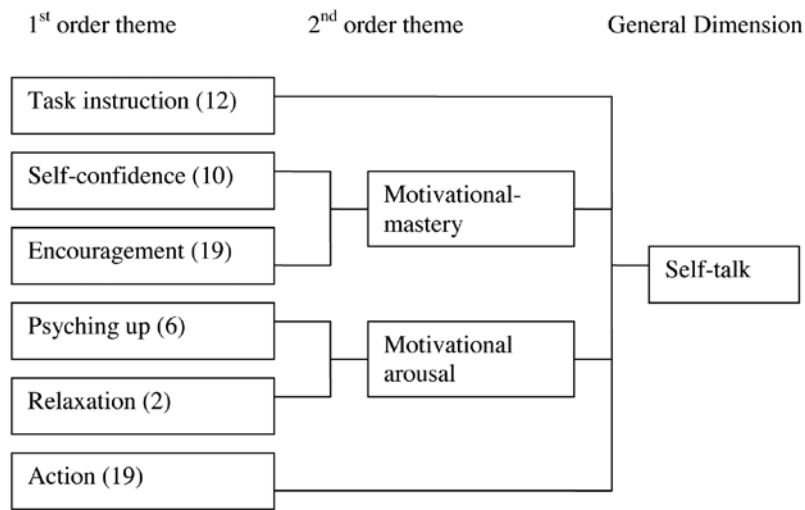 1st order theme
2nd order theme
General Dimension
Task instruction (12)
Self-confidence (10)
Encouragement (19)
Psyching up (6)
Relaxation (2)
Action (19)
Motivational-
mastery
Motivational
arousal
Self-talk